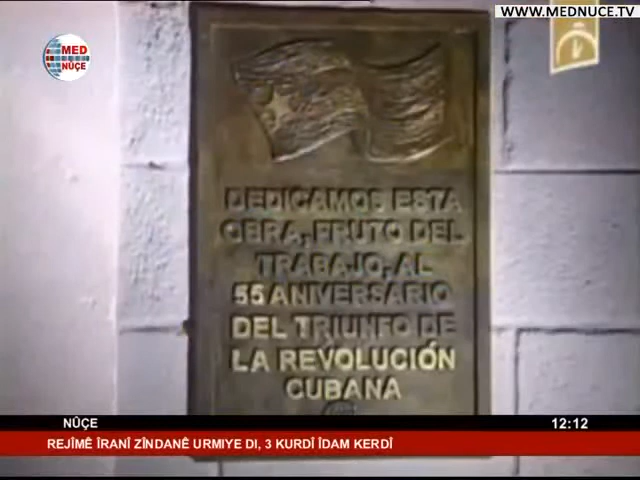 WWW.MEDNUCE.TV
MED
NÛÇE
DEDICAMOS ESTA
OBRA, FRUTO DEL
TRABAJO, AL
55 ANIVERSARIO
DEL TRIUNFO DE
LA REVOLUCIÓN
CUBANA
NÛÇE
12:12
REJÎMÊ ÎRANÎ ZÎNDANÊ URMIYE DI, 3 KURDÎ ÎDAM KERDÎ